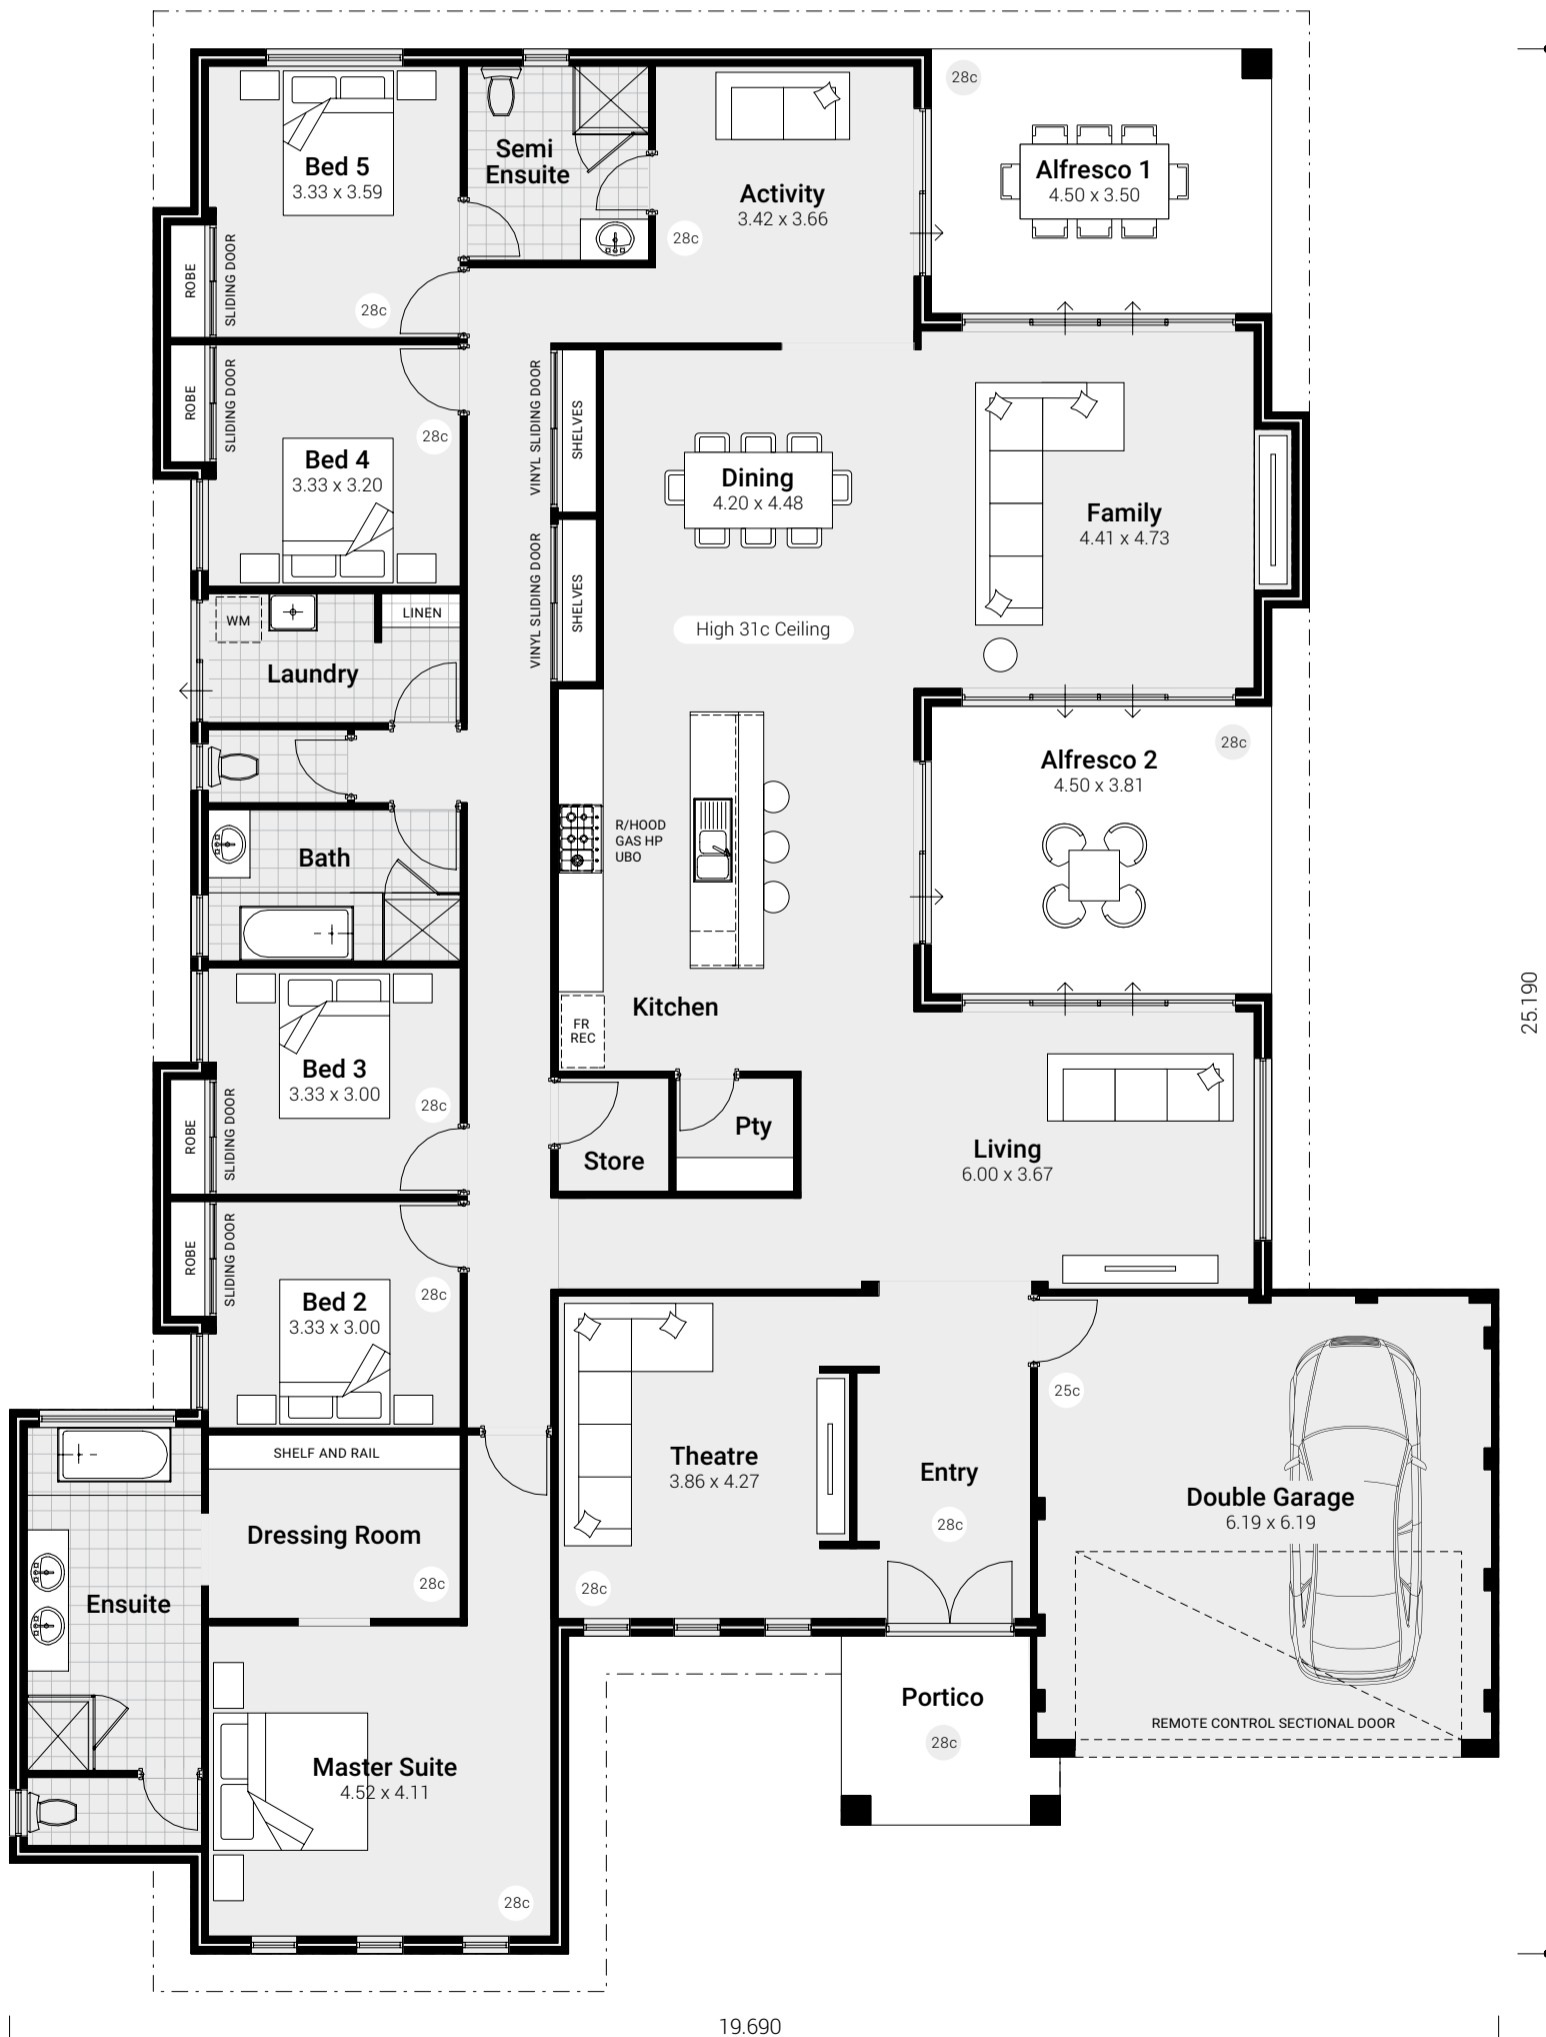 28c
Bed 5
3.33 x 3.59
Semi
Ensuite
Activity
3.42 x 3.66
Alfresco 1
4.50 x 3.50
28c
ROBE
SLIDING DOOR
28c
ROBE
SLIDING DOOR
28c
Bed 4
3.33 x 3.20
VINYL SLIDING DOOR
SHELVES
Dining
4.20 x 4.48
Family
4.41 x 4.73
VINYL SLIDING DOOR
SHELVES
High 31c Ceiling
WM
LINEN
Laundry
28c
Alfresco 2
4.50 x 3.81
R/HOOD
GAS HP
UBO
Bath
Kitchen
FR
REC
25.190
Bed 3
3.33 x 3.00
28c
ROBE
SLIDING DOOR
Store
Pty
Living
6.00 x 3.67
ROBE
SLIDING DOOR
28c
Bed 2
3.33 x 3.00
25c
SHELF AND RAIL
Theatre
3.86 x 4.27
Entry
28c
Double Garage
6.19 x 6.19
Dressing Room
28c
28c
Ensuite
Portico
28c
REMOTE CONTROL SECTIONAL DOOR
Master Suite
4.52 x 4.11
28c
19.690